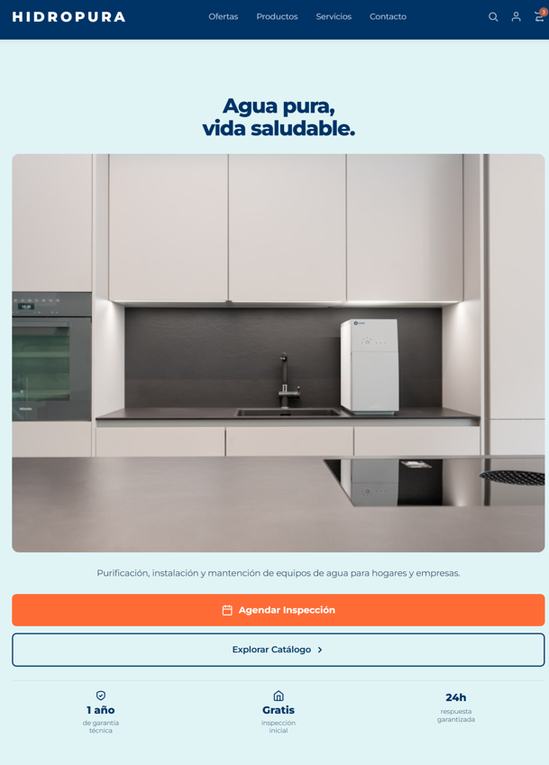 HIDROPURA
Ofertas Productos Servicios Contacto
3
Agua pura,
vida saludable.
Purificación, instalación y mantención de equipos de agua para hogares y empresas.
Agendar Inspección
Explorar Catálogo
1 año
de garantía
técnica
Gratis
inspección
inicial
24h
respuesta
garantizada